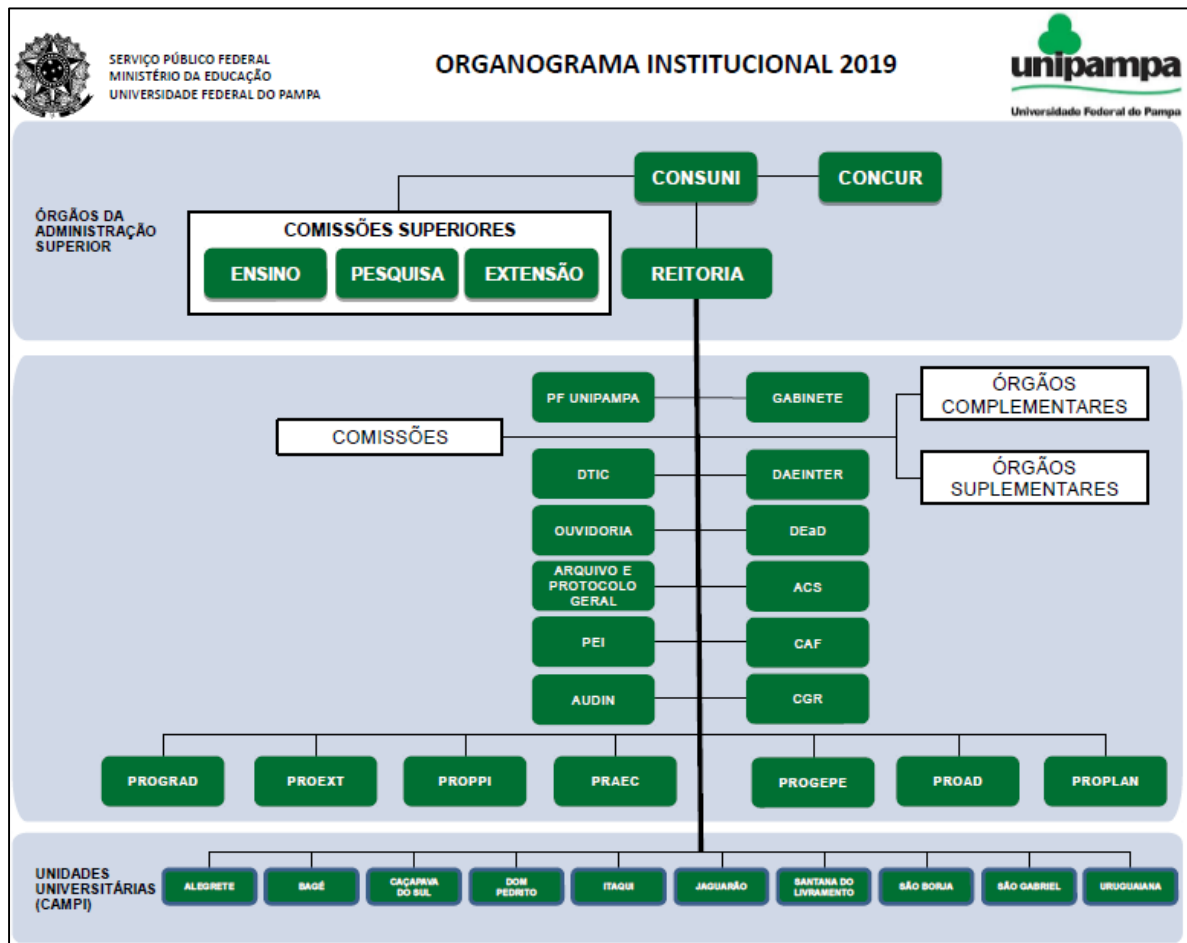 SERVIÇO PÚBLICO FEDERAL
MINISTÉRIO DA EDUCAÇÃO
UNIVERSIDADE FEDERAL DO PAMPA
ORGANOGRAMA INSTITUCIONAL 2019
unipampa
Universidade Federal do Pampa
ÓRGÃOS DA
ADMINISTRAÇÃO
SUPERIOR
CONSUNI
CONCUR
COMISSÕES SUPERIORES
ENSINO
PESQUISA
EXTENSÃO
REITORIA
PF UNIPAMPA
GABINETE
ÓRGÃOS
COMPLEMENTARES
COMISSÕES
ÓRGÃOS
SUPLEMENTARES
DTIC
DAEINTER
OUVIDORIA
DEaD
ARQUIVO E
PROTOCOLO
GERAL
ACS
PEI
CAF
AUDIN
CGR
PROGRAD
PROEXT
PROPPI
PRAEC
PROGEPE
PROAD
PROPLAN
UNIDADES
UNIVERSITÁRIAS
(CAMPI)
ALEGRETE
BAGÉ
CAÇAPAVA
DO SUL
DOM
PEDRITO
ITAQUI
JAGUARÃO
SANTANA DO
LIVRAMENTO
SÃO BORJA
SÃO GABRIEL
URUGUAIANA